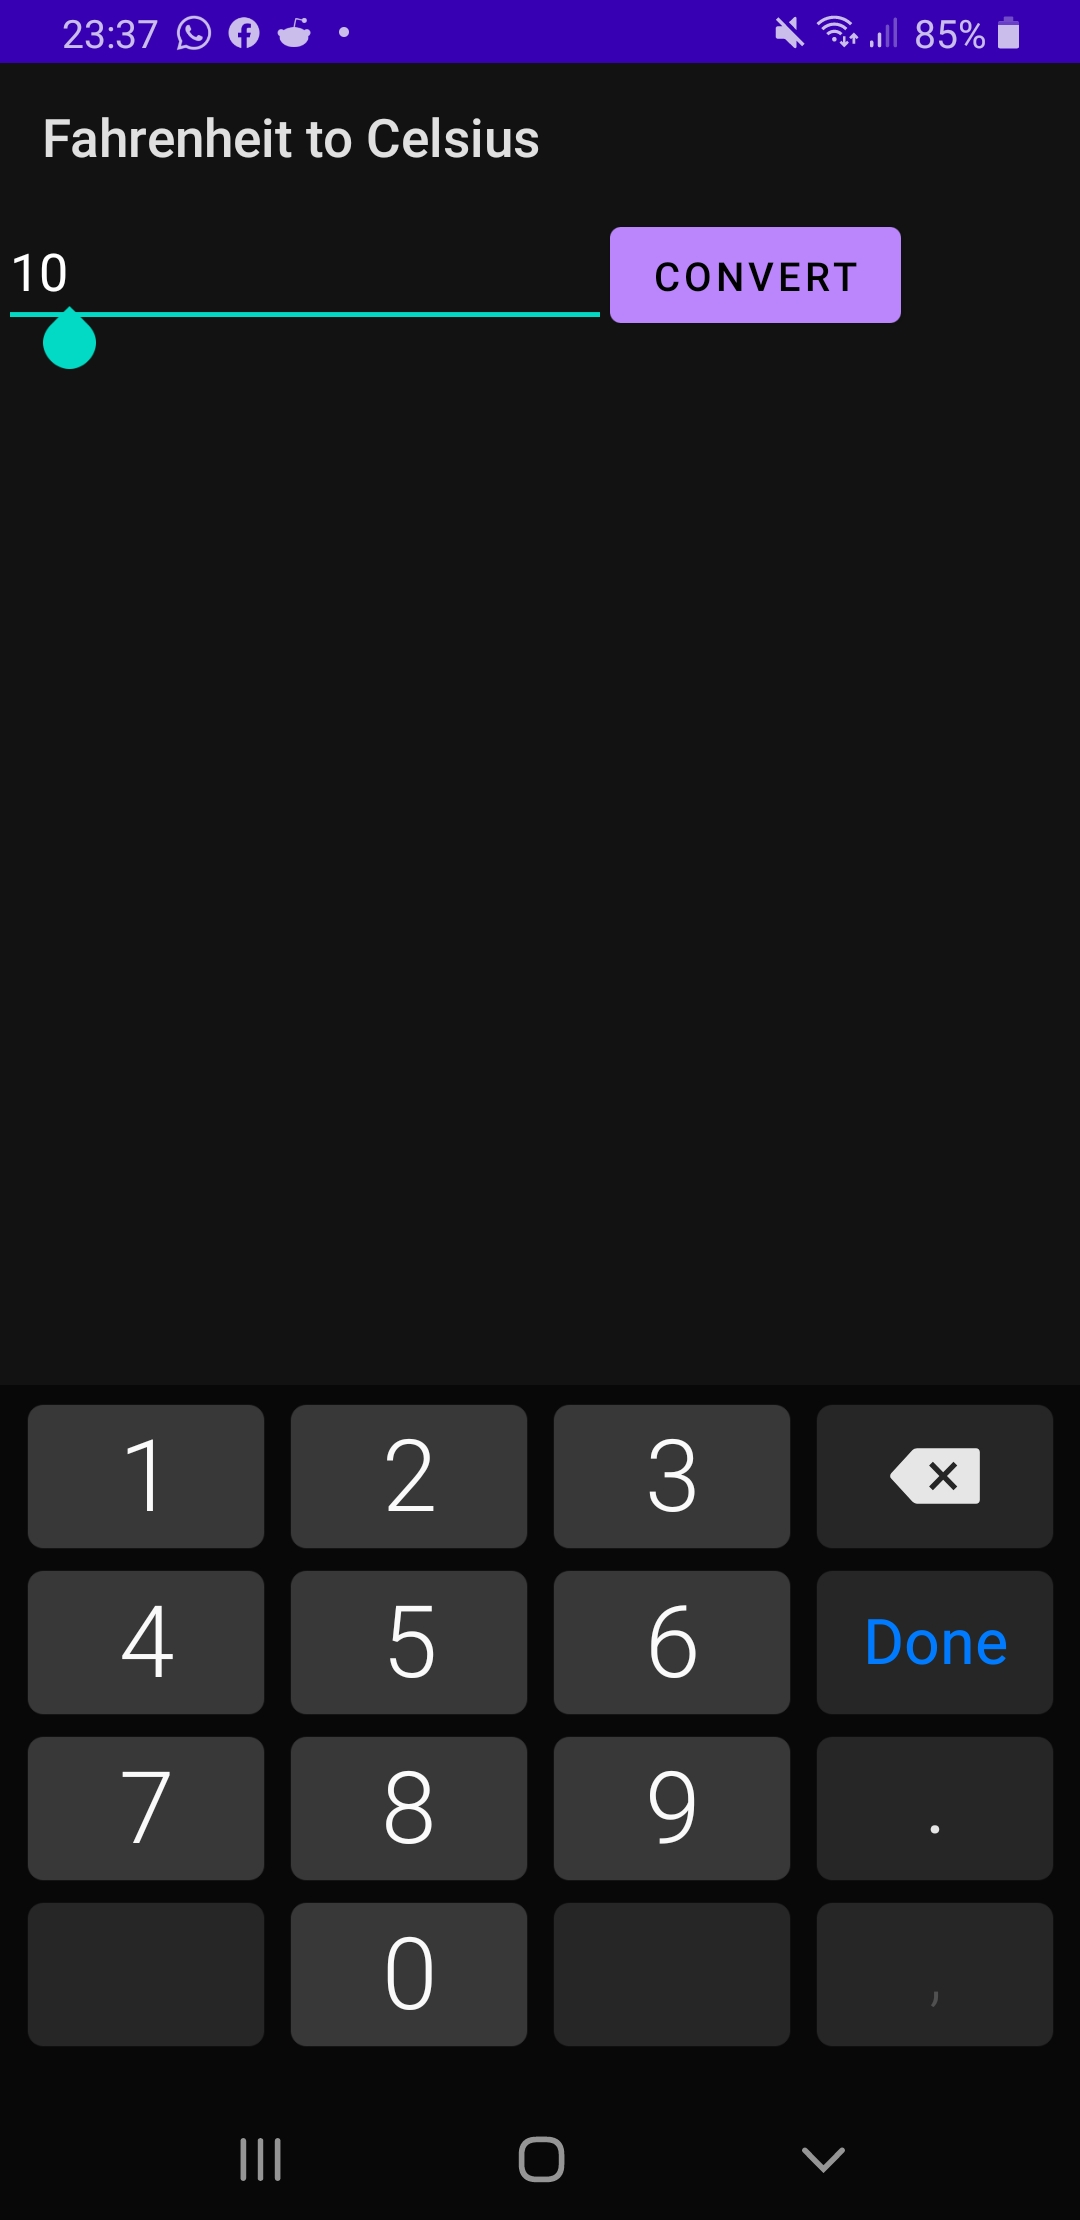 23:37 85%
Fahrenheit to Celsius
10 CONVERT
1 2 3
4 5 6 Done
7 8 9 .
0 ,